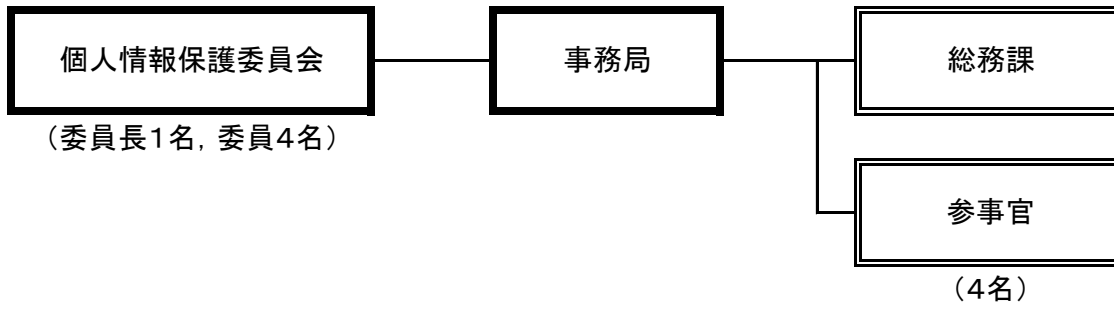 個人情報保護委員会
事務局
総務課
（委員長１名，委員４名）
参事官
（４名）